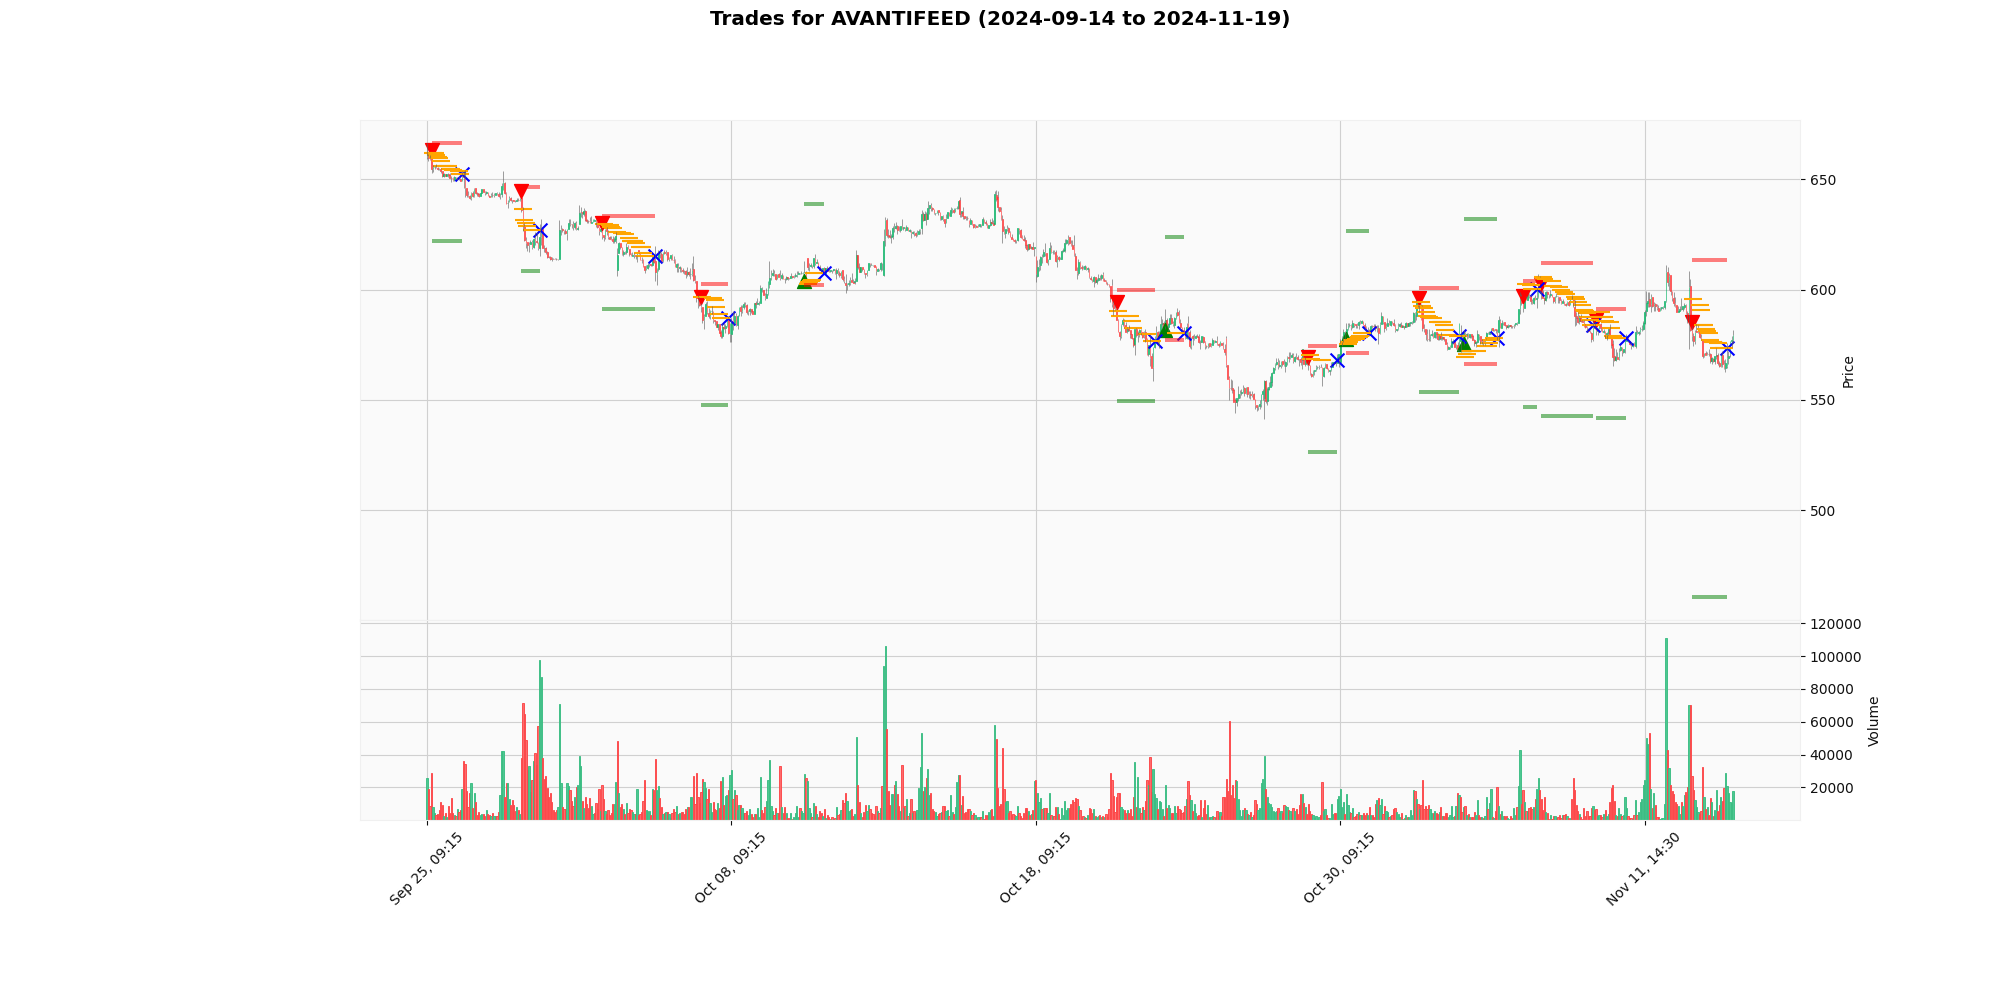 Trades for AVANTIFEED (2024-09-14 to 2024-11-19)
650
600
550
500
Price
120000
100000
80000
60000
40000
20000
Volume
Sep 25, 09:15
Oct 08, 09:15
Oct 18, 09:15
Oct 30, 09:15
Nov 11, 14:30